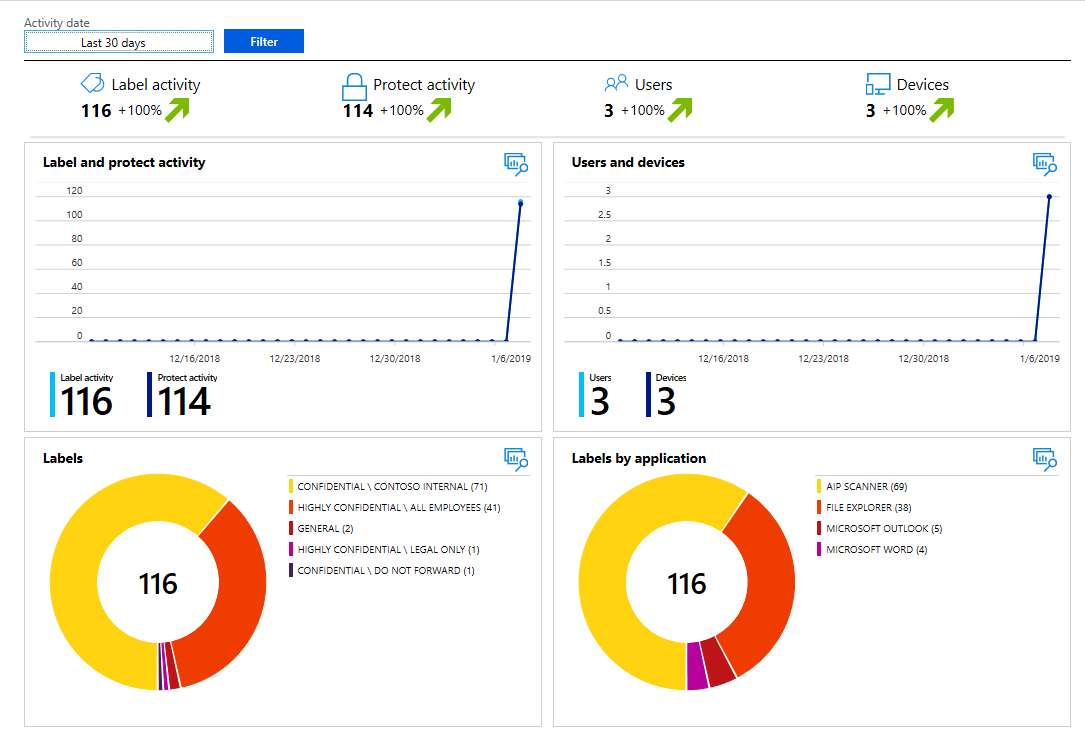 Activity date
Last 30 days
Filter
Label activity
116 +100%
Protect activity
114 +100%
Users
3 +100%
Devices
3 +100%
Label and protect activity
120
100
80
60
40
20
0
12/16/2018 12/23/2018 12/30/2018 1/6/2019
Label activity
116
Protect activity
114
Users and devices
3
2.5
2
1.5
1
0.5
0
12/16/2018 12/23/2018 12/30/2018 1/6/2019
Users
3
Devices
3
Labels
116
CONFIDENTIAL \ CONTOSO INTERNAL (71)
HIGHLY CONFIDENTIAL \ ALL EMPLOYEES (41)
GENERAL (2)
HIGHLY CONFIDENTIAL \ LEGAL ONLY (1)
CONFIDENTIAL \ DO NOT FORWARD (1)
Labels by application
116
AIP SCANNER (69)
FILE EXPLORER (38)
MICROSOFT OUTLOOK (5)
MICROSOFT WORD (4)